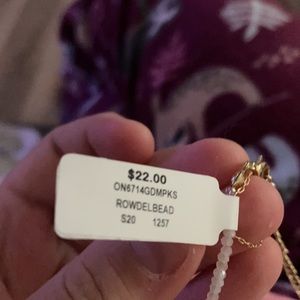 $22.00
ON6714GDMPKS
ROWDELBEAD
S20 1257